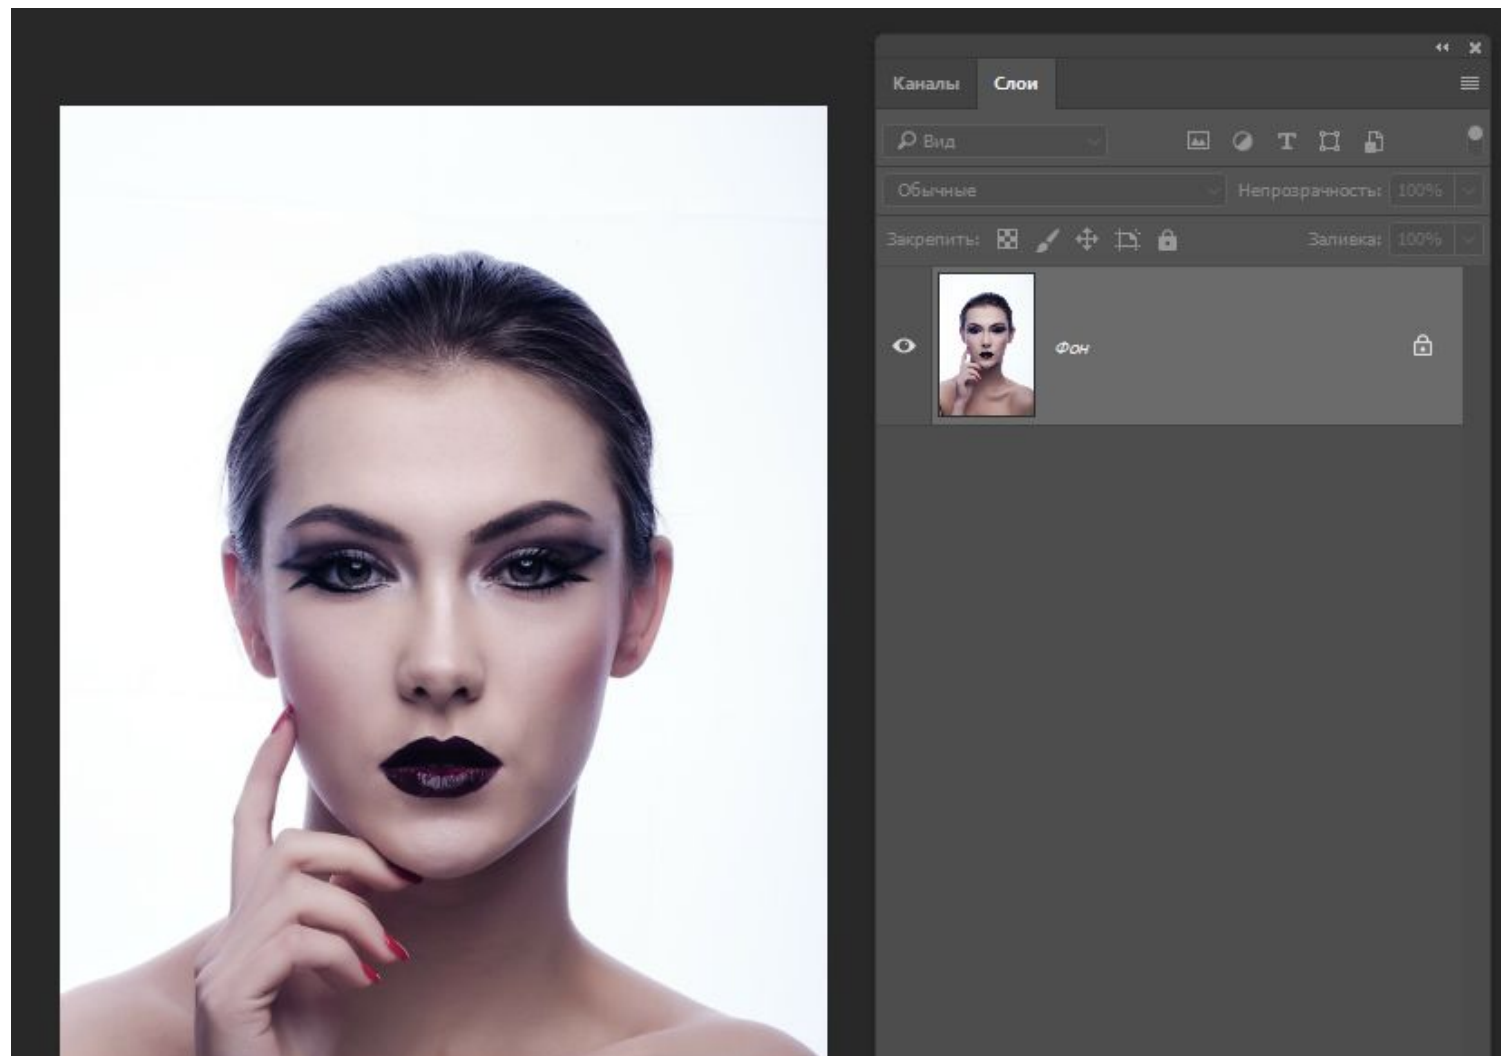 Каналы Слои
Вид
Обычные Непрозрачность: 100%
Закрепить: Заливка: 100%
Фон